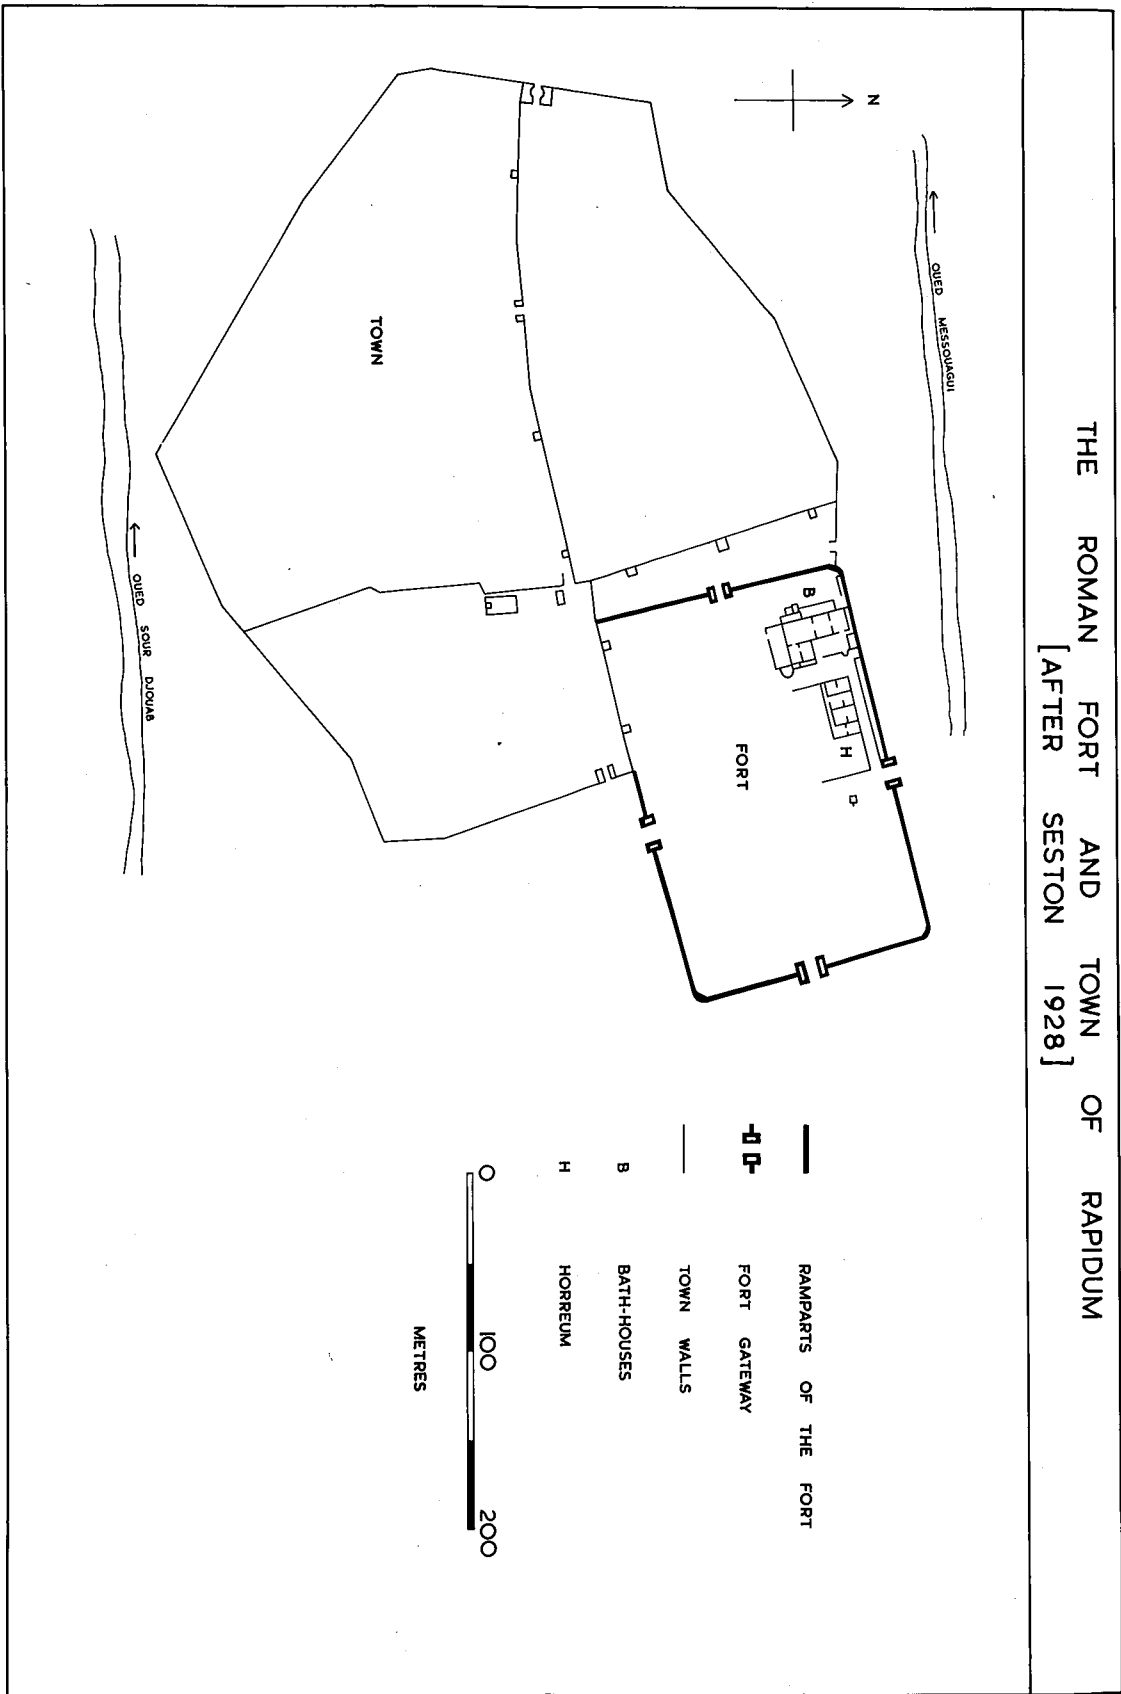 THE ROMAN FORT AND TOWN OF RAPIDUM
[AFTER SESTON 1928]
N
OUED MESSOUAGUI
B
H
FORT
TOWN
OUED SOUR DJOUAB
RAMPARTS OF THE FORT
FORT GATEWAY
TOWN WALLS
B BATH-HOUSES
H HORREUM
0 100 200
METRES